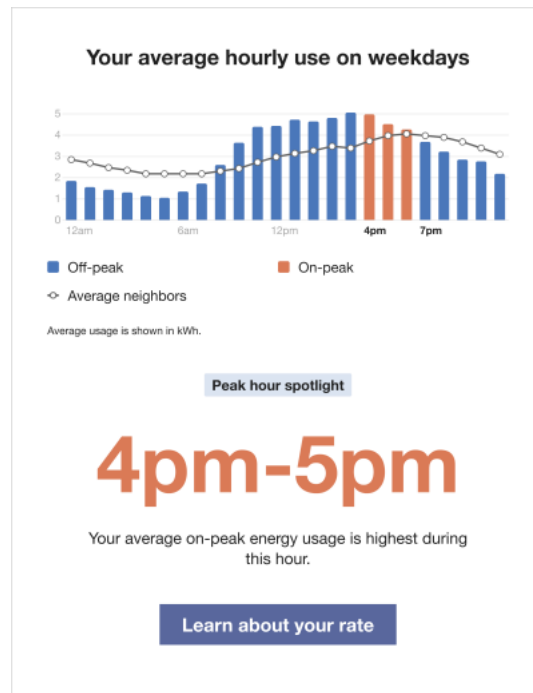 Your average hourly use on weekdays
5
4
3
2
1
0
12am 6am 12pm 4pm 7pm
Off-peak On-peak
Average neighbors
Average usage is shown in kWh.
Peak hour spotlight
4pm-5pm
Your average on-peak energy usage is highest during
this hour.
Learn about your rate